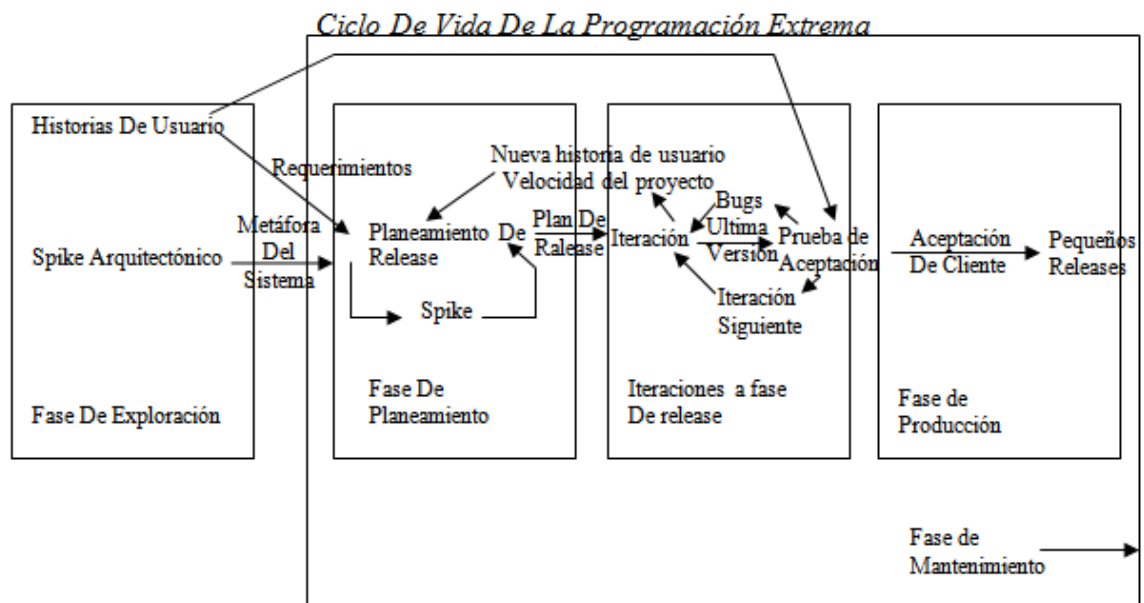 Ciclo De Vida De La Programación Extrema
Historias De Usuario
Requerimientos
Metáfora
Del
Sistema
Spike Arquitectónico
Fase De Exploración
Nueva historia de usuario
Velocidad del proyecto
Planeamiento De
Release
Spike
Plan De
Ralease
Fase De
Planeamiento
Iteración
Bugs
Ultima
Versión
Prueba de
Aceptación
Iteración
Siguiente
Iteraciones a fase
De release
Aceptación
De Cliente
Pequeños
Releases
Fase de
Producción
Fase de
Mantenimiento